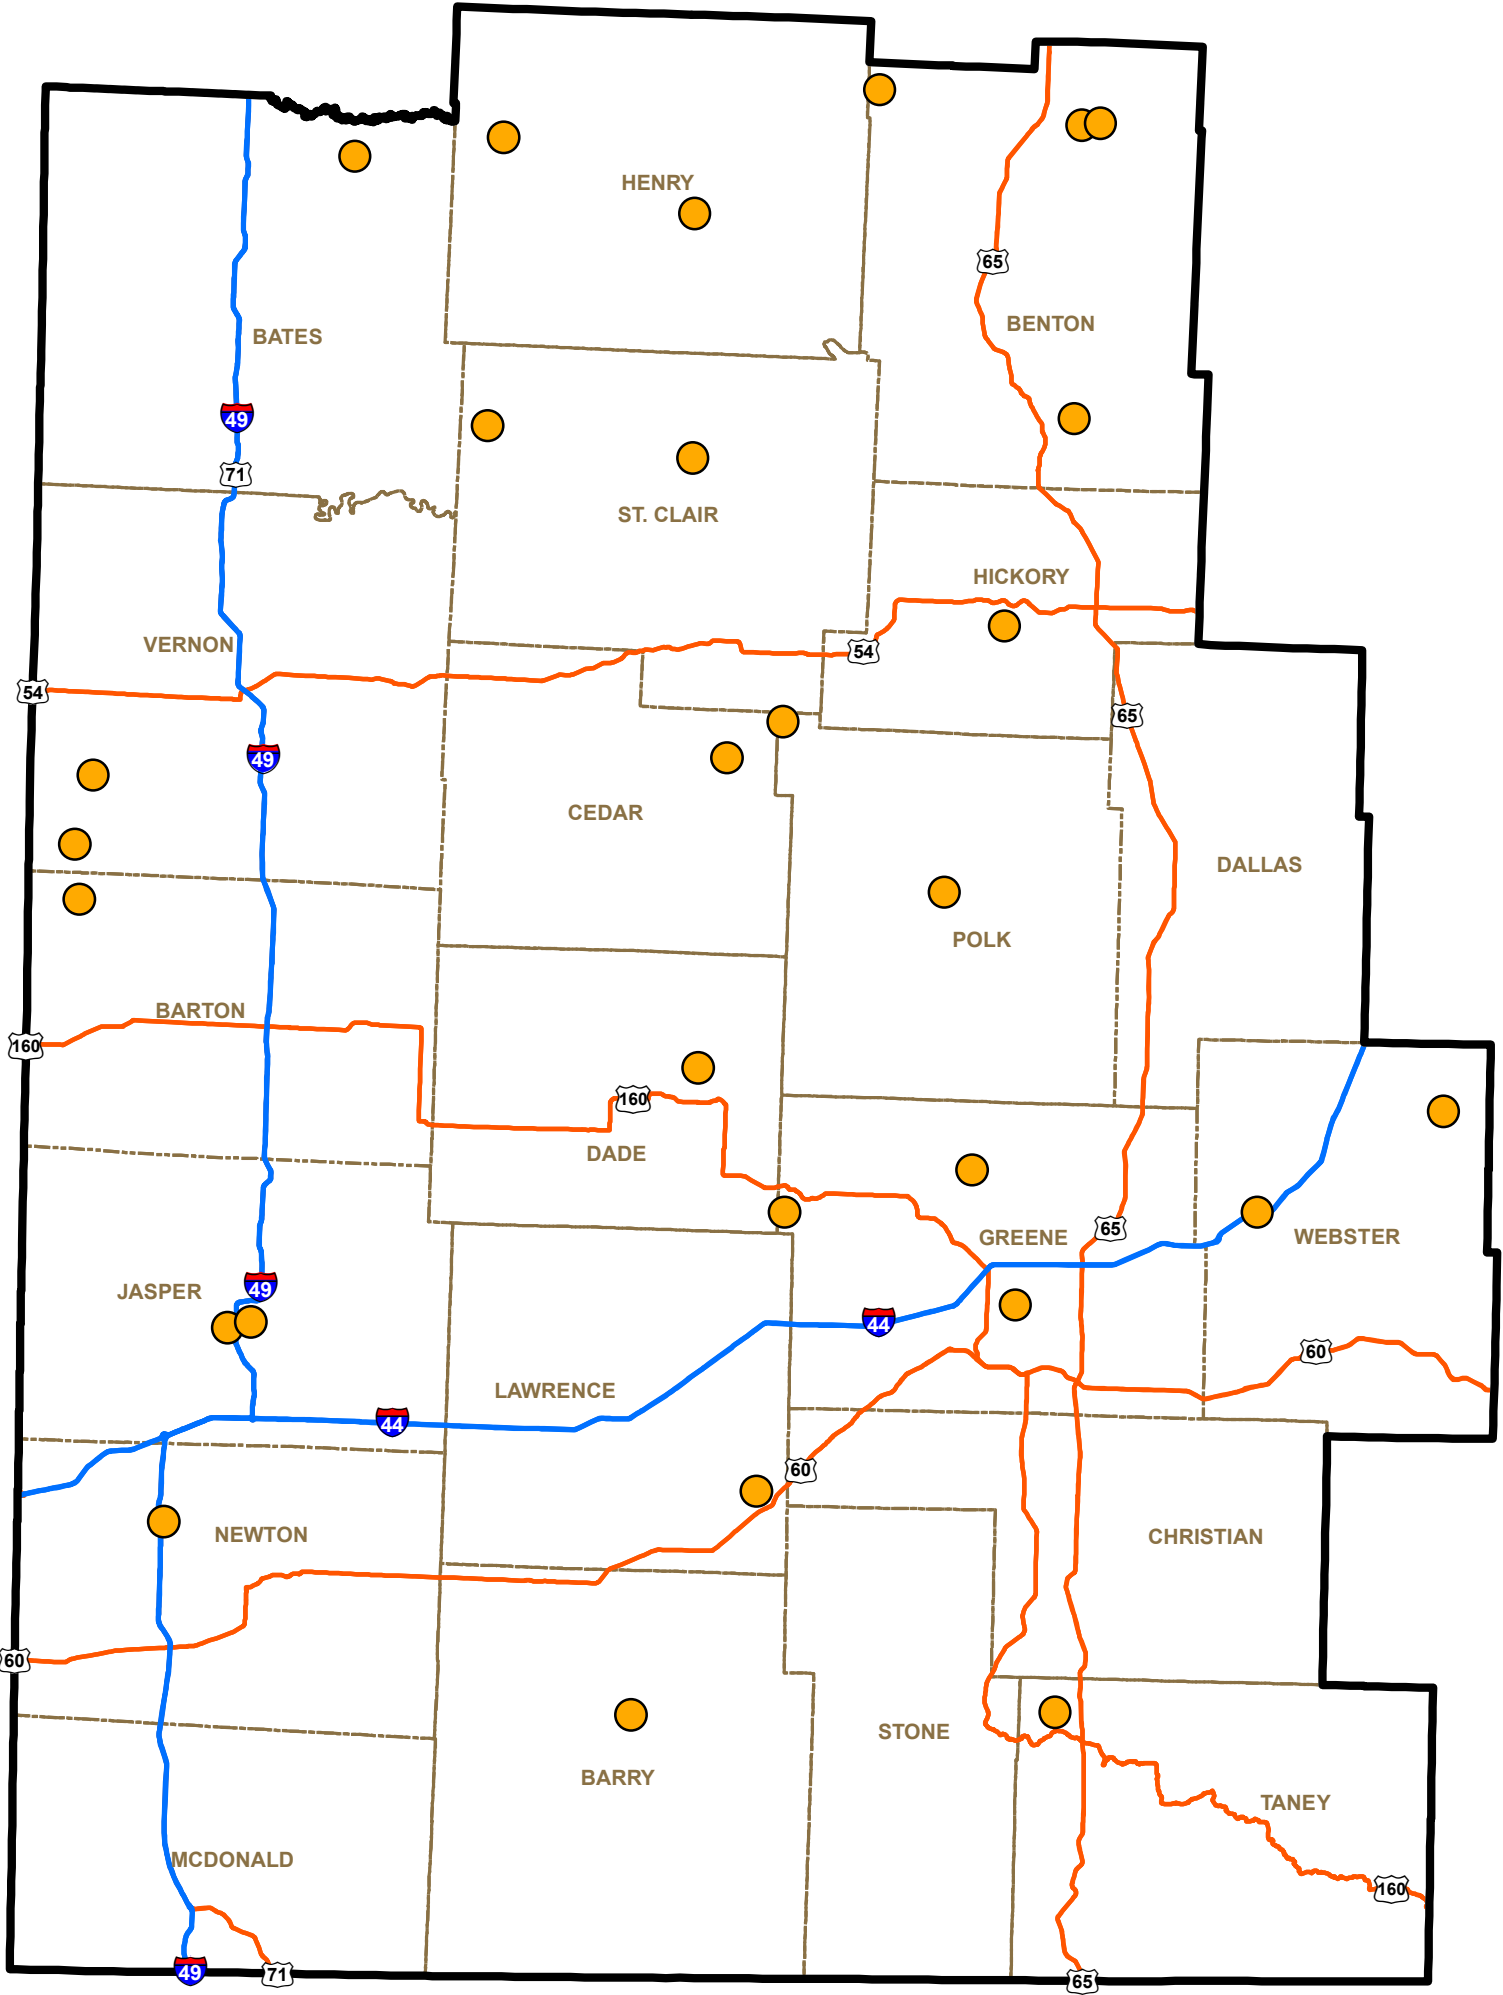 HENRY
65
BENTON
BATES
49
71
ST. CLAIR
HICKORY
VERNON
54
54
65
49
CEDAR
DALLAS
POLK
BARTON
160
160
DADE
65
GREENE
WEBSTER
49
JASPER
44
60
LAWRENCE
44
60
NEWTON
CHRISTIAN
60
STONE
BARRY
TANEY
MCDONALD
160
49
71
65